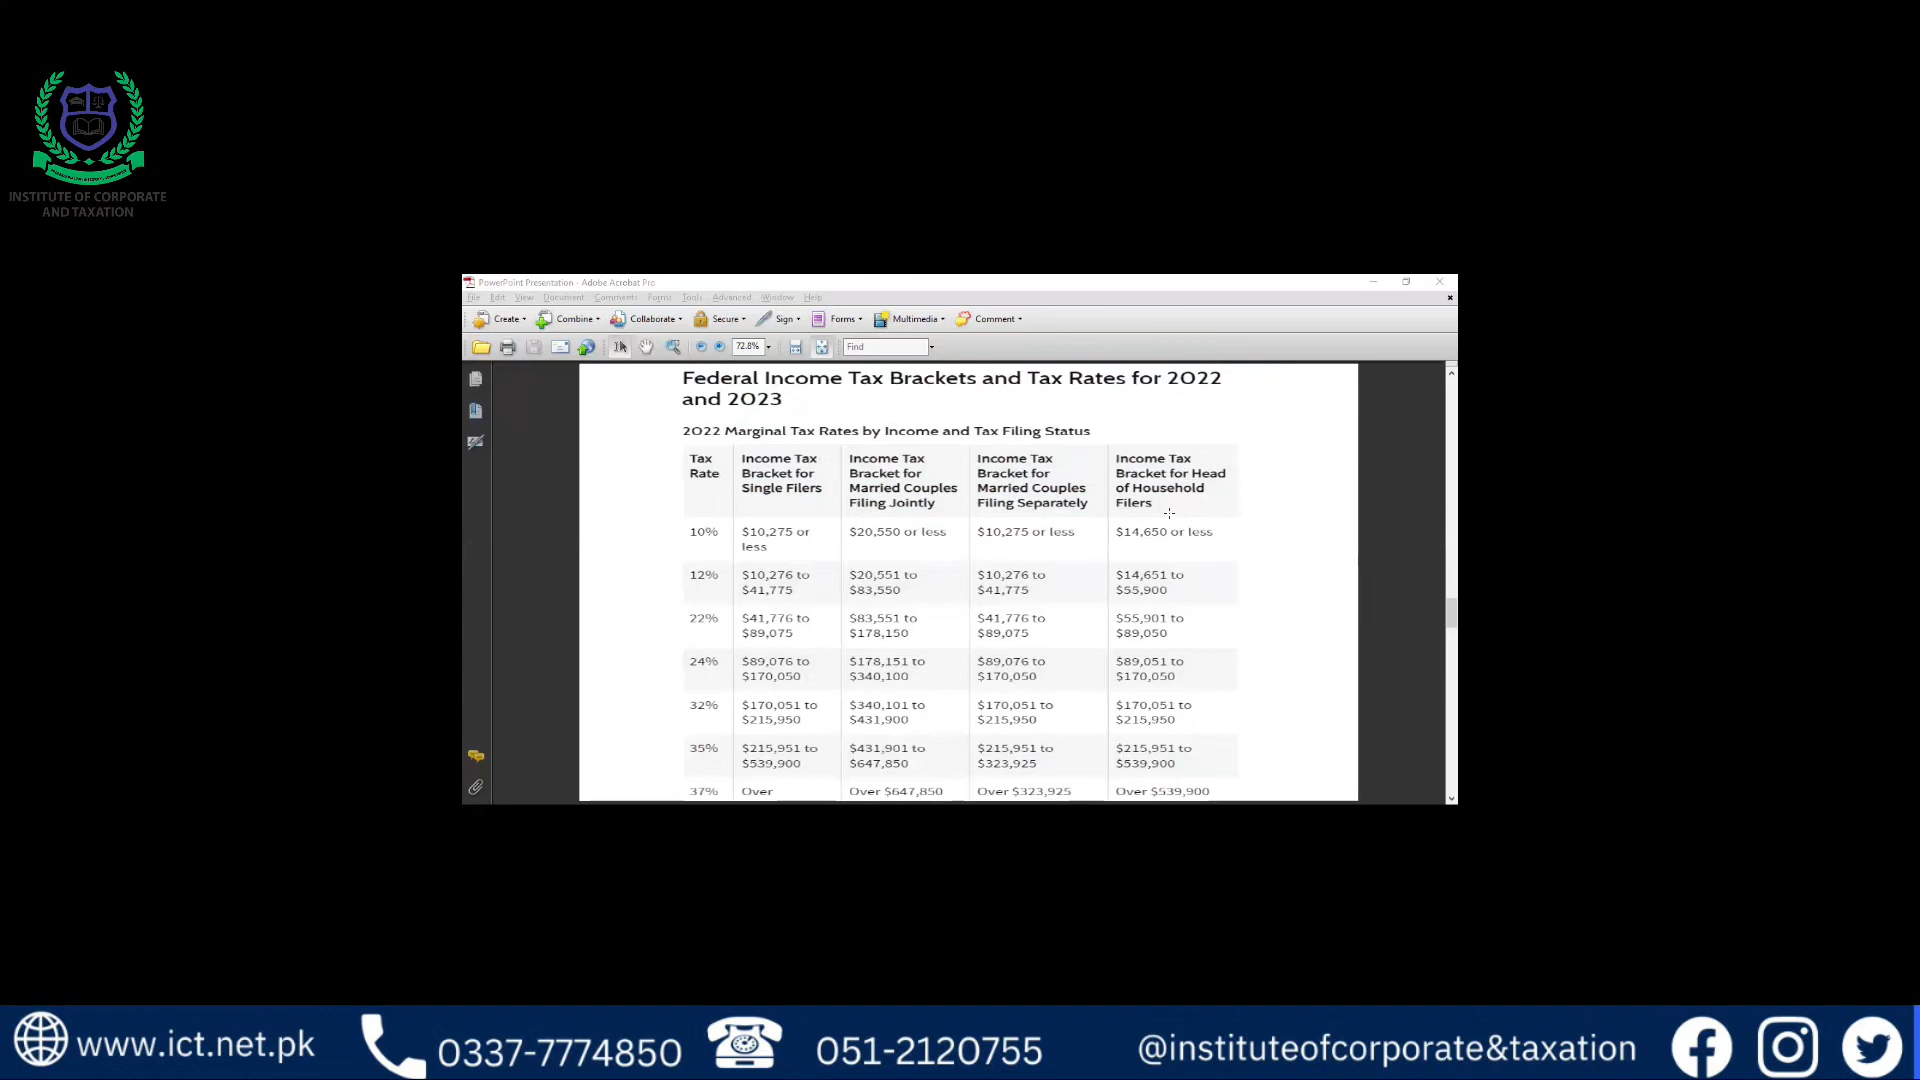 INSTITUTE OF CORPORATE
AND TAXATION
PowerPoint Presentation - Adobe Acrobat Pro
File Edit View Document Comments Forms Tools Advanced Window Help
Create Combine Collaborate Secure Sign Forms Multimedia Comment
72.8% Find
Federal Income Tax Brackets and Tax Rates for 2022
and 2023
2022 Marginal Tax Rates by Income and Tax Filing Status
Tax Income Tax Income Tax Income Tax Income Tax
Rate Bracket for Bracket for Bracket for Bracket for Head
Single Filers Married Couples Married Couples of Household
Filing Jointly Filing Separately Filers
10% $10,275 or $20,550 or less $10,275 or less $14,650 or less
less
12% $10,276 to $20,551 to $10,276 to $14,651 to
$41,775 $83,550 $41,775 $55,900
22% $41,776 to $83,551 to $41,776 to $55,901 to
$89,075 $178,150 $89,075 $89,050
24% $89,076 to $178,151 to $89,076 to $89,051 to
$170,050 $340,100 $170,050 $170,050
32% $170,051 to $340,101 to $170,051 to $170,051 to
$215,950 $431,900 $215,950 $215,950
35% $215,951 to $431,901 to $215,951 to $215,951 to
$539,900 $647,850 $323,925 $539,900
37% Over Over $647,850 Over $323,925 Over $539,900
www.ict.net.pk 0337-7774850 051-2120755 @instituteofcorporate&taxation